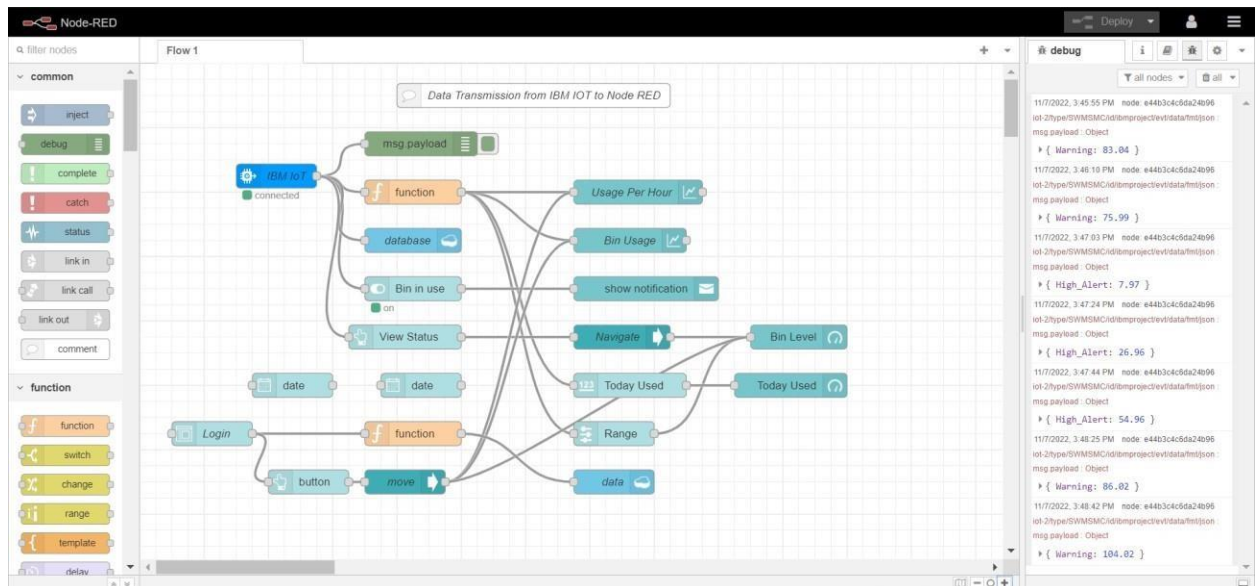 Node-RED
Deploy
filter nodes
common
inject
debug
complete
catch
status
link in
link call
link out
comment
function
function
switch
change
range
template
delay
Flow 1
Data Transmission from IBM IOT to Node RED
msg.payload
IBM IoT
connected
function
Usage Per Hour
database
Bin Usage
Bin in use
on
show notification
View Status
Navigate
Bin Level
date
date
123
Today Used
Today Used
Login
function
Range
button
move
data
debug
i
all nodes
all
11/7/2022, 3:45:55 PM node: e44b3c4c6da24b96
iot-2/type/SWMSMC/id/ibmproject/evt/data/fmt/json :
msg.payload : Object
{ Warning: 83.04 }
11/7/2022, 3:46:10 PM node: e44b3c4c6da24b96
iot-2/type/SWMSMC/id/ibmproject/evt/data/fmt/json :
msg.payload : Object
{ Warning: 75.99 }
11/7/2022, 3:47:03 PM node: e44b3c4c6da24b96
iot-2/type/SWMSMC/id/ibmproject/evt/data/fmt/json :
msg.payload : Object
{ High_Alert: 7.97 }
11/7/2022, 3:47:24 PM node: e44b3c4c6da24b96
iot-2/type/SWMSMC/id/ibmproject/evt/data/fmt/json :
msg.payload : Object
{ High_Alert: 26.96 }
11/7/2022, 3:47:44 PM node: e44b3c4c6da24b96
iot-2/type/SWMSMC/id/ibmproject/evt/data/fmt/json :
msg.payload : Object
{ High_Alert: 54.96 }
11/7/2022, 3:48:25 PM node: e44b3c4c6da24b96
iot-2/type/SWMSMC/id/ibmproject/evt/data/fmt/json :
msg.payload : Object
{ Warning: 86.02 }
11/7/2022, 3:48:42 PM node: e44b3c4c6da24b96
iot-2/type/SWMSMC/id/ibmproject/evt/data/fmt/json :
msg.payload : Object
{ Warning: 104.02 }